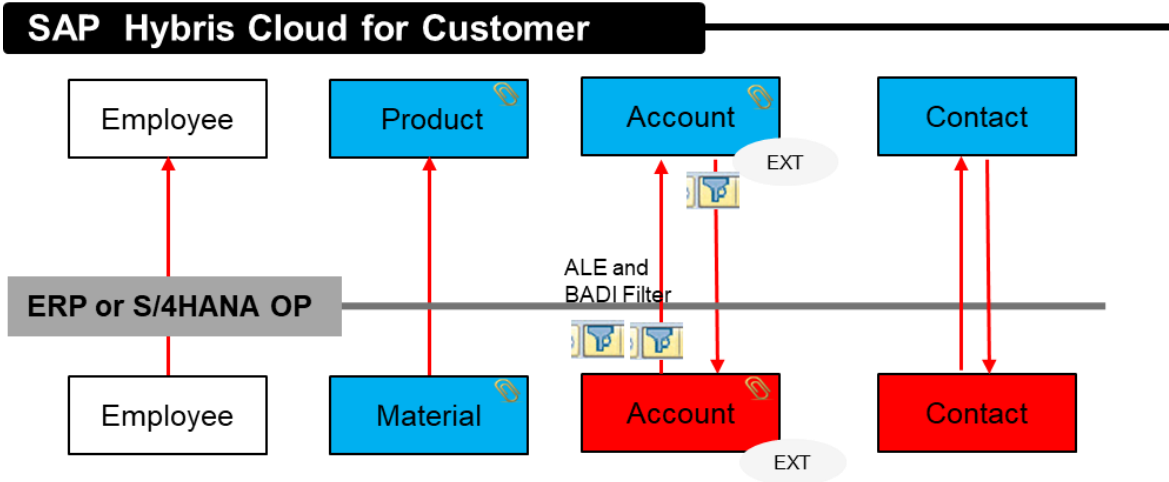 SAP Hybris Cloud for Customer
Employee
Product
Account
Contact
EXT
ALE and
BADI Filter
ERP or S/4HANA OP
Employee
Material
Account
Contact
EXT